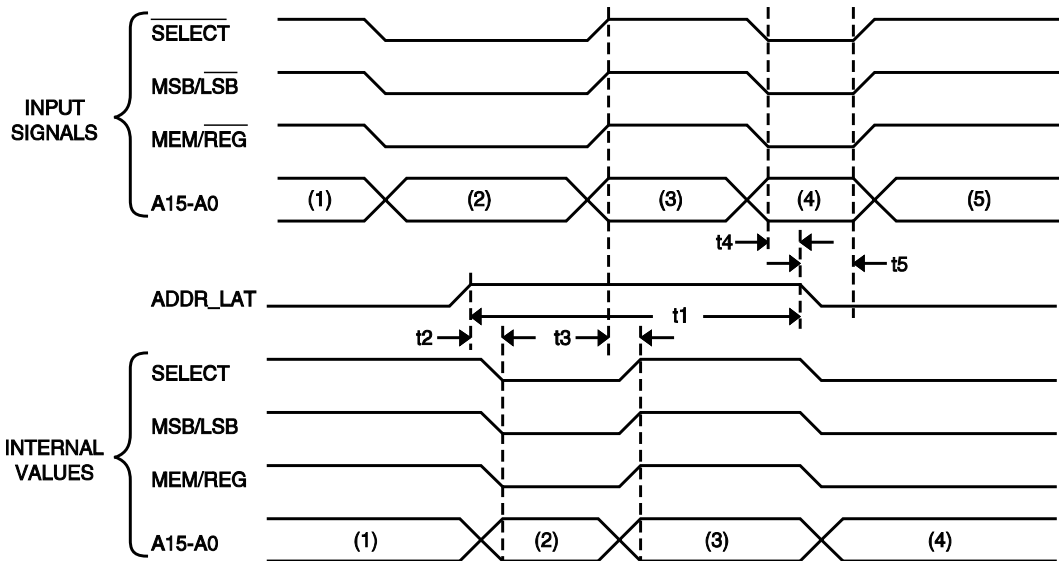 INPUT
SIGNALS
SELECT
MSB/LSB
MEM/REG
A15-A0
(1)
(2)
(3)
(4)
(5)
t4
t5
ADDR_LAT
t1
t2
t3
INTERNAL
VALUES
SELECT
MSB/LSB
MEM/REG
A15-A0
(1)
(2)
(3)
(4)